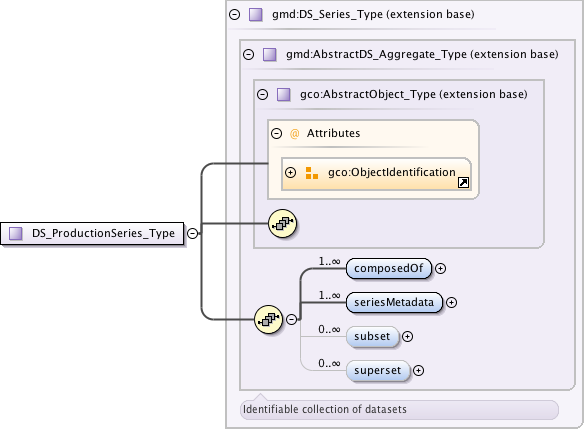 gmd:DS_Series_Type (extension base)
gmd:AbstractDS_Aggregate_Type (extension base)
gco:AbstractObject_Type (extension base)
@ Attributes
gco:ObjectIdentification
DS_ProductionSeries_Type
1..∞
composedOf
1..∞
seriesMetadata
0..∞
subset
0..∞
superset
Identifiable collection of datasets